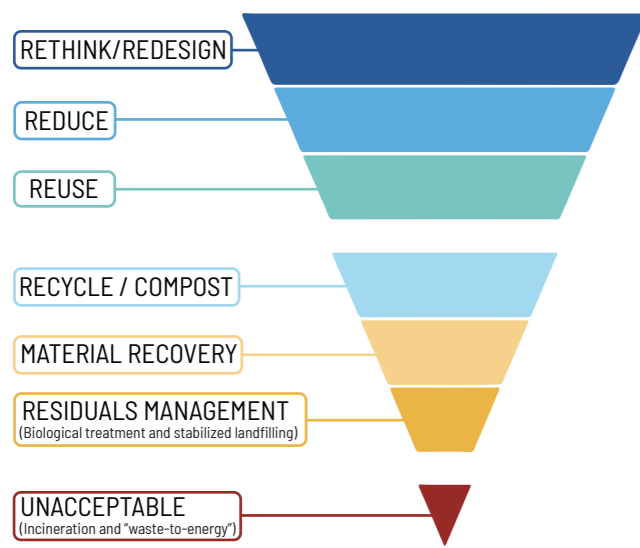 RETHINK/REDESIGN
REDUCE
REUSE
RECYCLE / COMPOST
MATERIAL RECOVERY
RESIDUALS MANAGEMENT
(Biological treatment and stabilized landfilling)
UNACCEPTABLE
(Incineration and “waste-to-energy”)